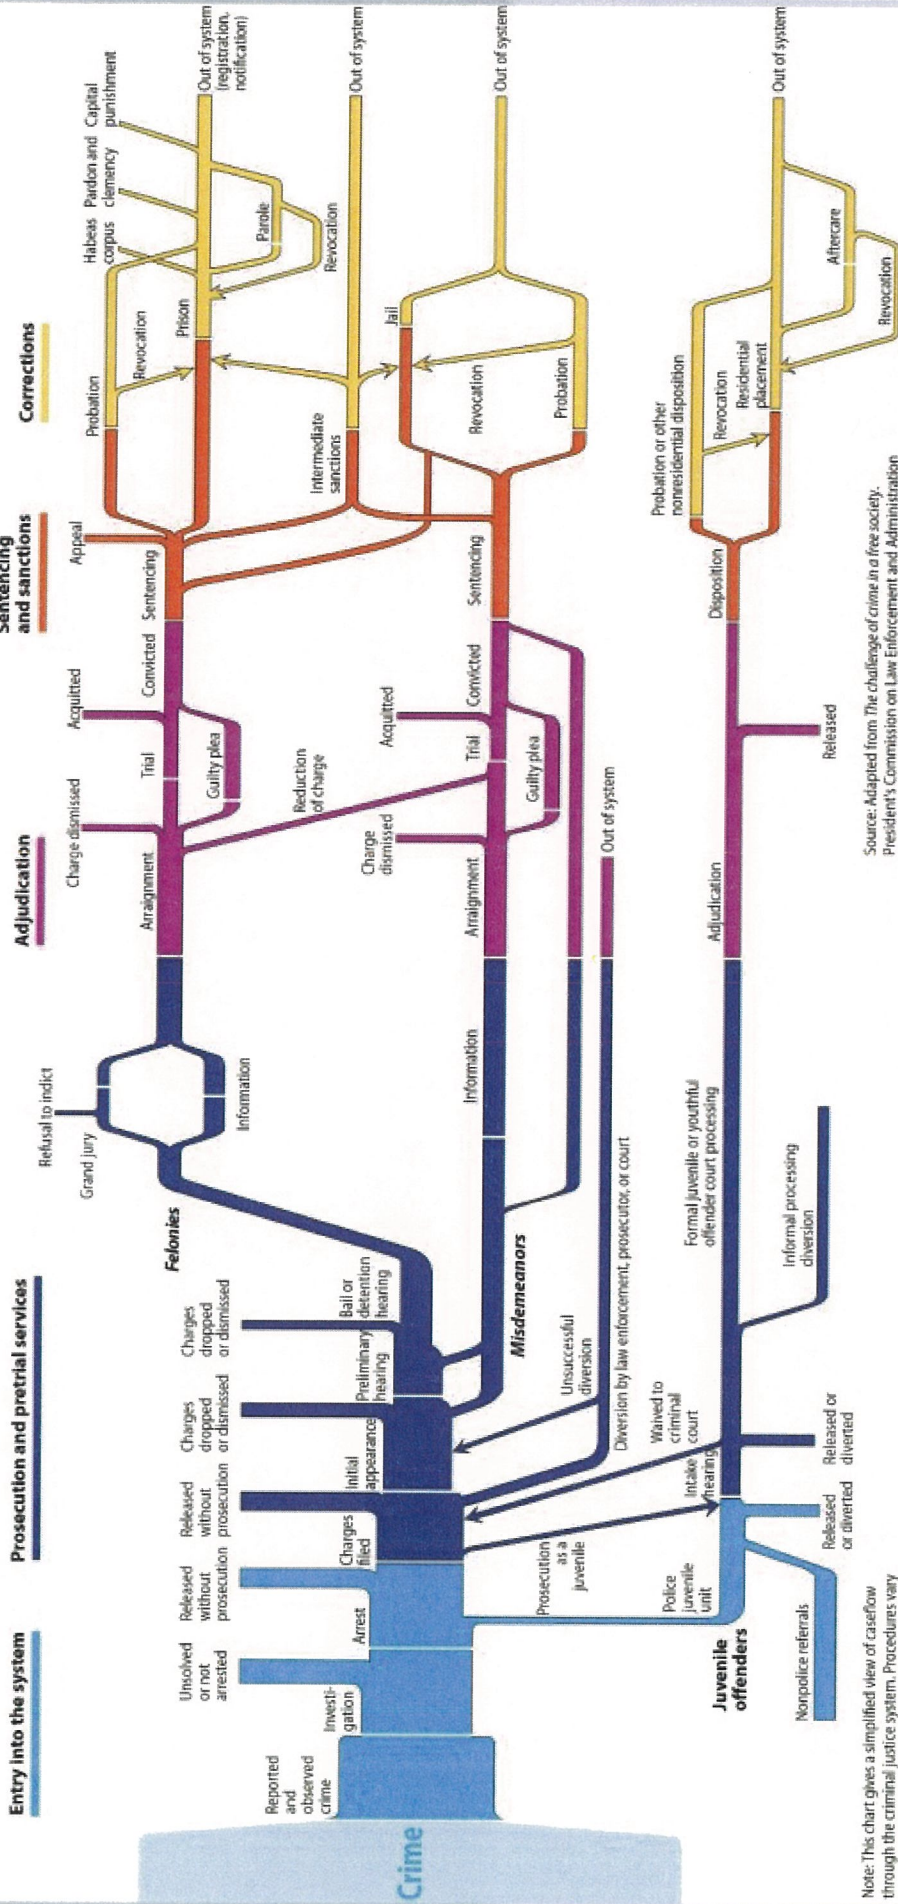 Entry into the system
Prosecution and pretrial services
Adjudication
Sentencing
and sanctions
Corrections
Crime
Reported
and
observed
crime
Investi-
gation
Unsolved
or not
arrested
Arrest
Released
without
prosecution
Charges
filed
Released
without
prosecution
Initial
appearance
Charges
dropped
or dismissed
Preliminary
hearing
Charges
dropped
or dismissed
Bail or
detention
hearing
Felonies
Grand jury
Refusal to indict
Information
Arraignment
Charge dismissed
Trial
Acquitted
Guilty plea
Convicted
Sentencing
Appeal
Probation
Revocation
Prison
Habeas
corpus
Pardon and
clemency
Capital
punishment
Parole
Revocation
Out of system
(registration,
notification)
Reduction
of charge
Intermediate
sanctions
Out of system
Misdemeanors
Information
Arraignment
Charge
dismissed
Trial
Acquitted
Guilty plea
Convicted
Sentencing
Jail
Revocation
Probation
Out of system
Unsuccessful
diversion
Diversion by law enforcement, prosecutor, or court
Out of system
Prosecution
as a
juvenile
Waived to
criminal
court
Police
juvenile
unit
Juvenile
offenders
Nonpolice referrals
Released
or diverted
Intake
hearing
Released or
diverted
Formal juvenile or youthful
offender court processing
Informal processing
diversion
Adjudication
Released
Disposition
Probation or other
nonresidential disposition
Revocation
Residential
placement
Aftercare
Revocation
Out of system
Note: This chart gives a simplified view of caseflow
through the criminal justice system. Procedures vary
Source: Adapted from The challenge of crime in a free society.
President's Commission on Law Enforcement and Administration